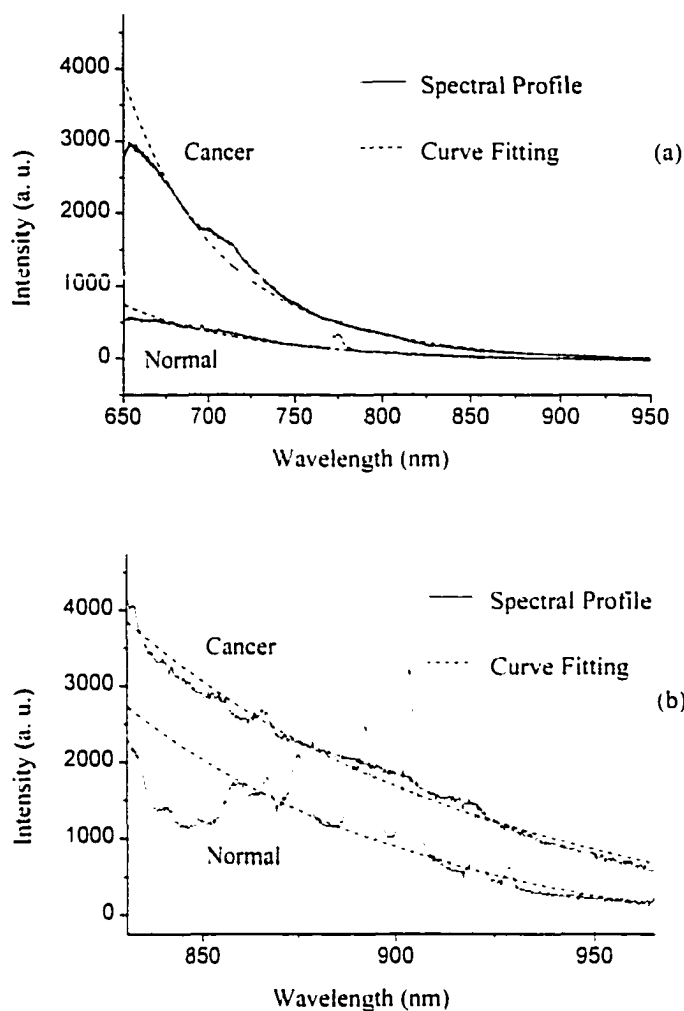 4000
Spectral Profile
3000
Cancer
Curve Fitting
(a)
Intensity (a. u.)
2000
1000
0
Normal
650 700 750 800 850 900 950
Wavelength (nm)
4000
Spectral Profile
Cancer
Curve Fitting
3000
(b)
Intensity (a. u.)
2000
1000
Normal
0
850 900 950
Wavelength (nm)